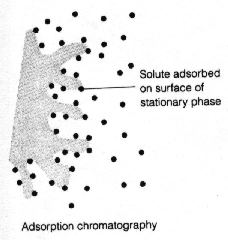 Solute adsorbed
on surface of
stationary phase
Adsorption chromatography